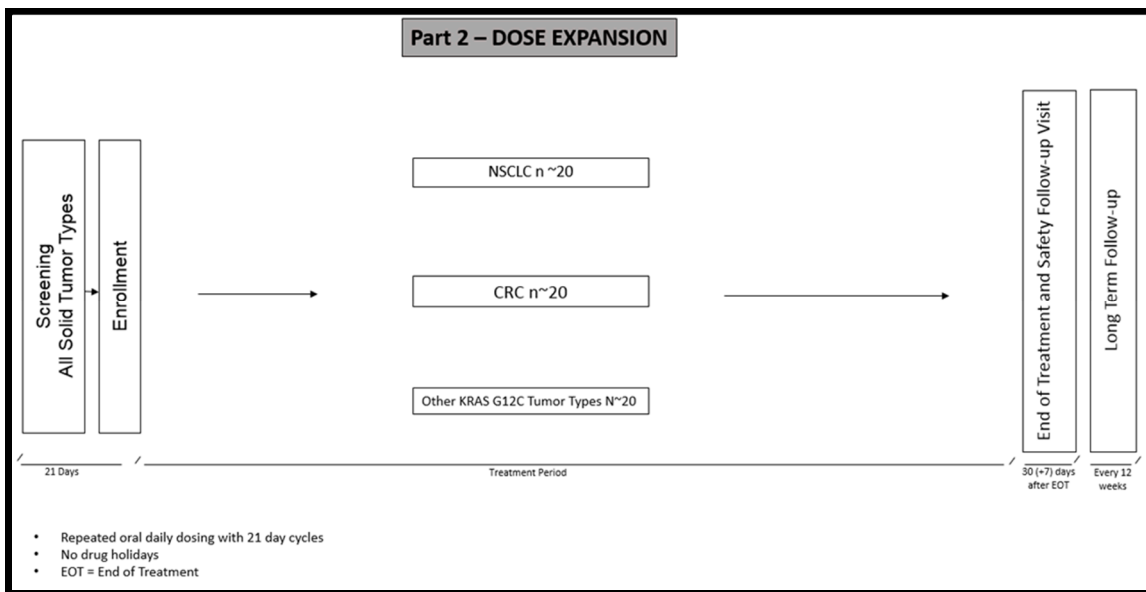 Part 2 – DOSE EXPANSION
Screening
All Solid Tumor Types
Enrollment
NSCLC n ~20
CRC n~20
Other KRAS G12C Tumor Types N~20
End of Treatment and Safety Follow-up Visit
Long Term Follow-up
21 Days
Treatment Period
30 (+7) days
after EOT
Every 12
weeks
• Repeated oral daily dosing with 21 day cycles
• No drug holidays
• EOT = End of Treatment